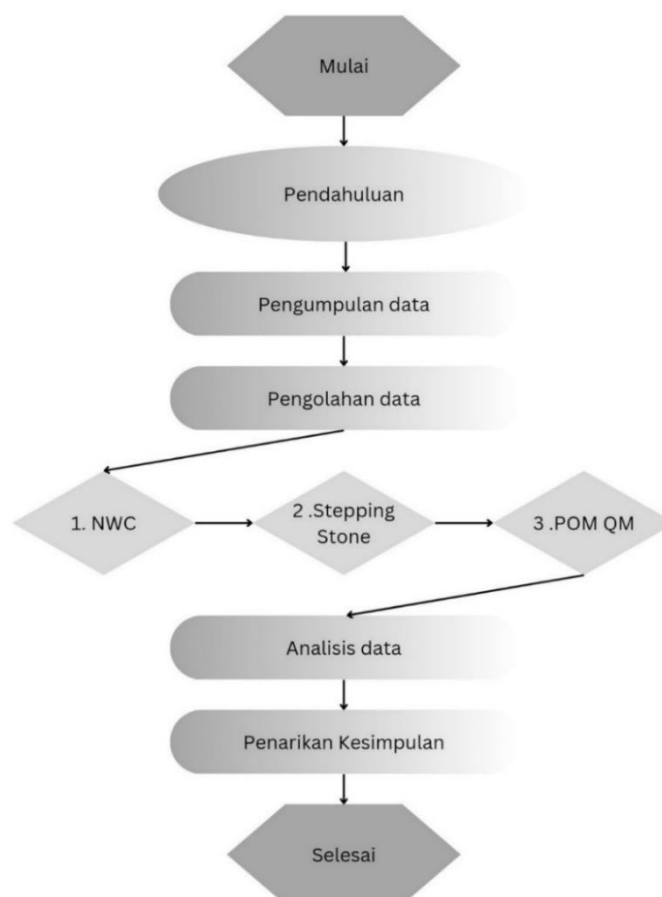 Mulai
Pendahuluan
Pengumpulan data
Pengolahan data
1. NWC
2 .Stepping
Stone
3 .POM QM
Analisis data
Penarikan Kesimpulan
Selesai